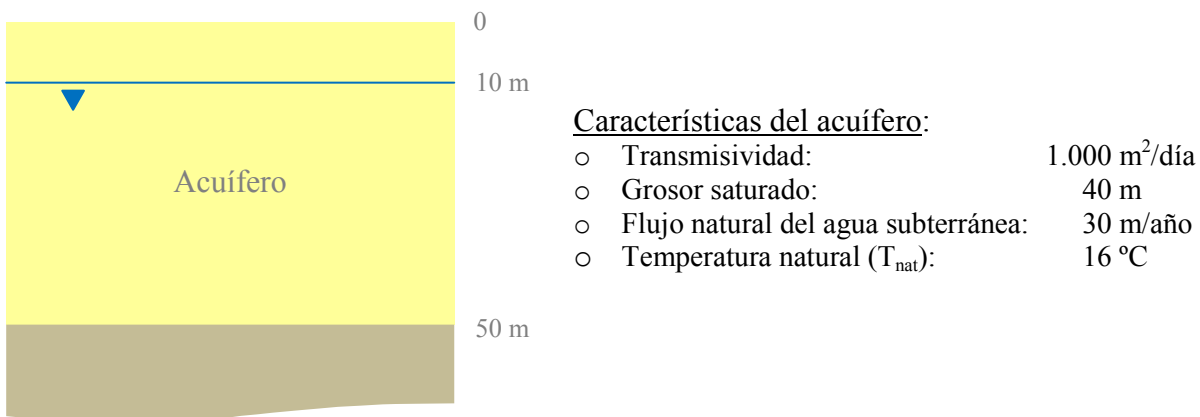 0
10 m
Acuífero
50 m
Características del acuífero:
o Transmisividad: 1.000 m²/día
o Grosor saturado: 40 m
o Flujo natural del agua subterránea: 30 m/año
o Temperatura natural (Tnat): 16 ºC